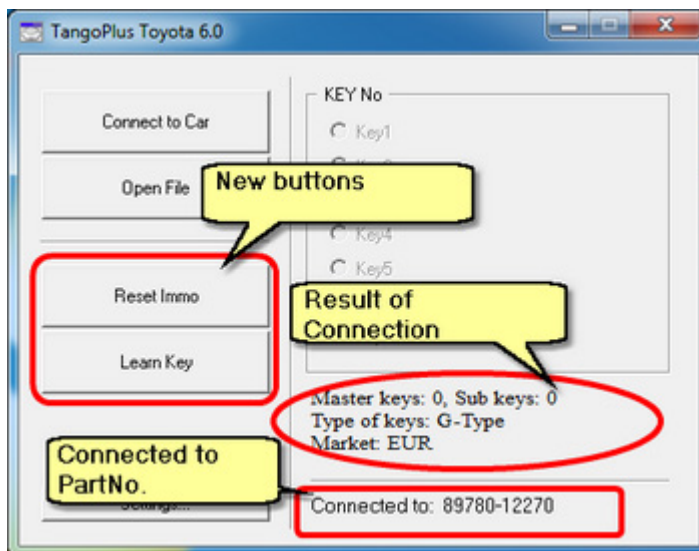 TangoPlus Toyota 6.0
Connect to Car
Open File
New buttons
Reset Immo
Learn Key
KEY No
Key1
Key4
Key5
Result of
Connection
Master keys: 0, Sub keys: 0
Type of keys: G-Type
Market: EUR
Connected to
PartNo.
Settings...
Connected to: 89780-12270